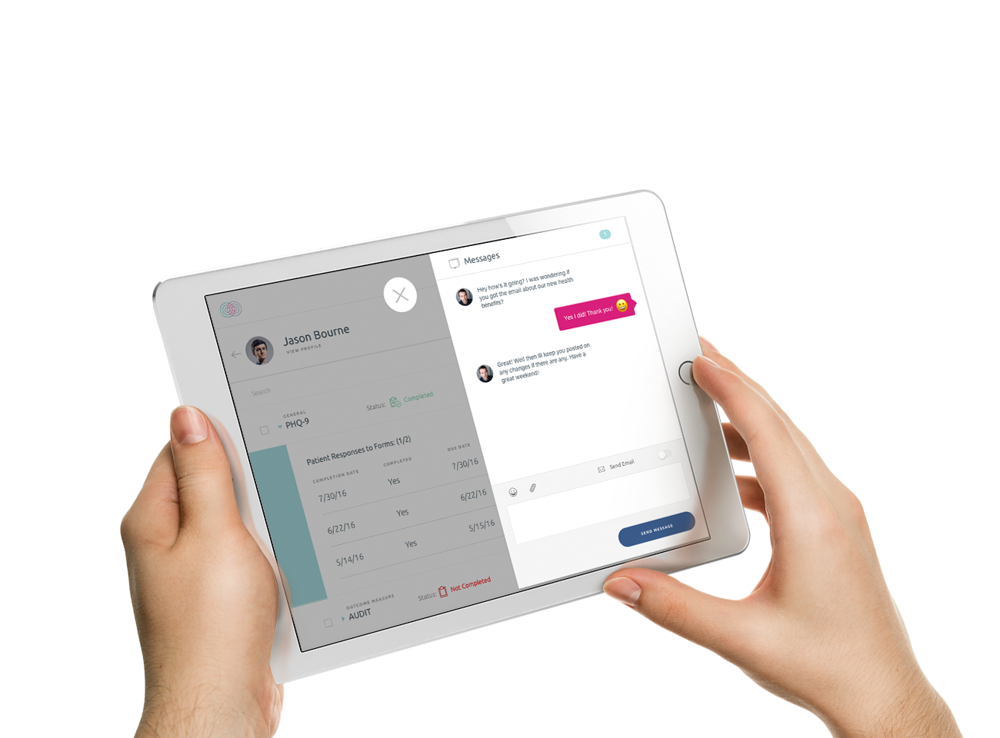 Jason Bourne
VIEW PROFILE
Search
GENERAL
PHQ-9
Status: Completed
Patient Responses to Forms: (1/2)
COMPLETION DATE COMPLETED DUE DATE
7/30/16 Yes 7/30/16
6/22/16 Yes 6/22/16
5/14/16 Yes 5/15/16
OUTCOME MEASURE
AUDIT
Status: Not Completed
Messages
1
Hey how's it going? I was wondering if
you got the email about our new health
benefits?
Yes I did! Thank you! 😀
Great! Well then Ill keep you posted on
any changes if there are any. Have a
great weekend!
Send Email
SEND MESSAGE